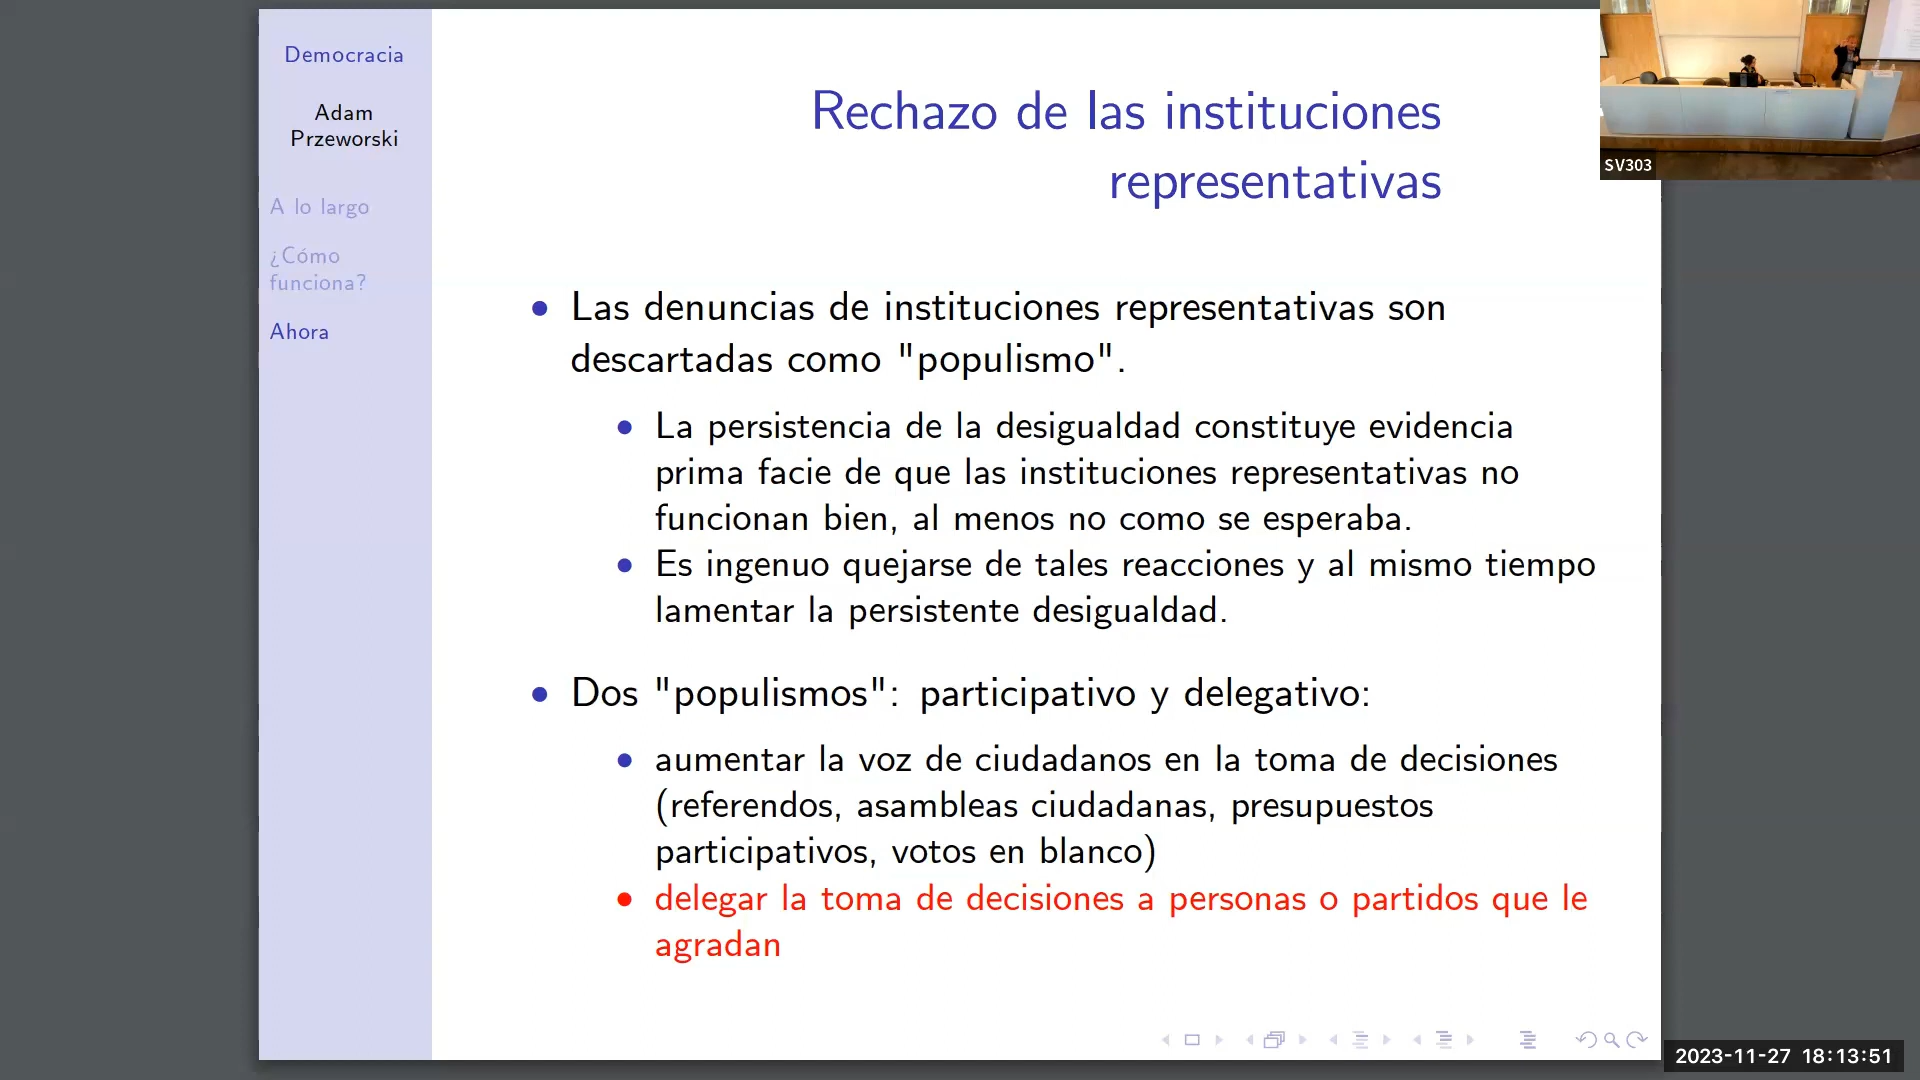 Democracia
Adam
Przeworski
A lo largo
¿Cómo
funciona?
Ahora
Rechazo de las instituciones
representativas
Las denuncias de instituciones representativas son
descartadas como "populismo".
La persistencia de la desigualdad constituye evidencia
prima facie de que las instituciones representativas no
funcionan bien, al menos no como se esperaba.
Es ingenuo quejarse de tales reacciones y al mismo tiempo
lamentar la persistente desigualdad.
Dos "populismos": participativo y delegativo:
aumentar la voz de ciudadanos en la toma de decisiones
(referendos, asambleas ciudadanas, presupuestos
participativos, votos en blanco)
delegar la toma de decisiones a personas o partidos que le
agradan
SV303
2023-11-27 18:13:51